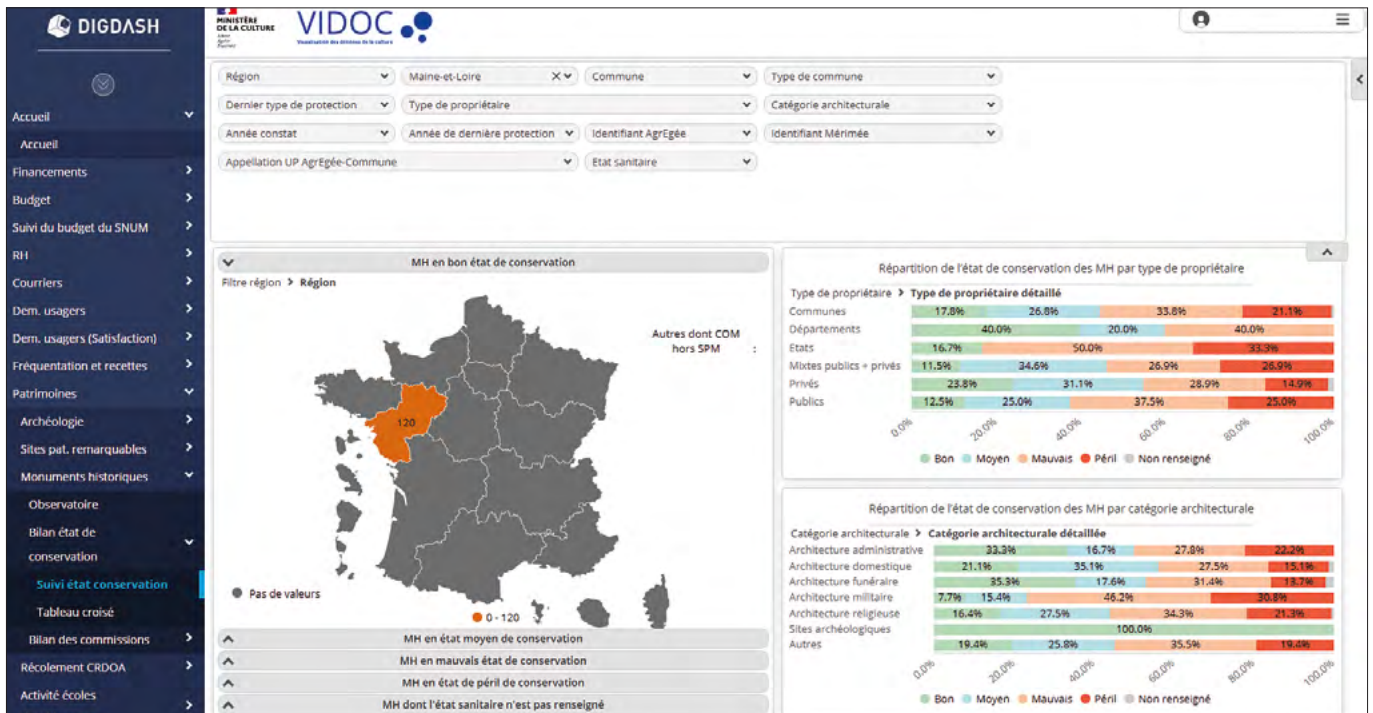 DIGDASH
MINISTÈRE
DE LA CULTURE
VIDOC
Visualisation des données de la culture
Accueil
Accueil
Financements
Budget
Suivi du budget du SNUM
RH
Courriers
Dem. usagers
Dem. usagers (Satisfaction)
Fréquentation et recettes
Patrimoines
Archéologie
Sites pat. remarquables
Monuments historiques
Observatoire
Bilan état de
conservation
Suivi état conservation
Tableau croisé
Bilan des commissions
Récolement CRDOA
Activité écoles
Région
Maine-et-Loire
Commune
Type de commune
Dernier type de protection
Type de propriétaire
Catégorie architecturale
Année constat
Année de dernière protection
Identifiant AgrEgée
Identifiant Mérimée
Appellation UP AgrEgée-Commune
Etat sanitaire
MH en bon état de conservation
Filtre région > Région
Autres dont COM
hors SPM :
120
Pas de valeurs
0 - 120
MH en état moyen de conservation
MH en mauvais état de conservation
MH en état de péril de conservation
MH dont l'état sanitaire n'est pas renseigné
Répartition de l'état de conservation des MH par type de propriétaire
Type de propriétaire > Type de propriétaire détaillé
Communes 17.8% 26.8% 33.8% 21.1%
Départements 40.0% 20.0% 40.0%
Etats 16.7% 50.0% 33.3%
Mixtes publics + privés 11.5% 34.6% 26.9% 26.9%
Privés 23.8% 31.1% 28.9% 14.9%
Publics 12.5% 25.0% 37.5% 25.0%
0.0% 20.0% 40.0% 60.0% 80.0% 100.0%
Bon Moyen Mauvais Péril Non renseigné
Répartition de l'état de conservation des MH par catégorie architecturale
Catégorie architecturale > Catégorie architecturale détaillée
Architecture administrative 33.3% 16.7% 27.8% 22.2%
Architecture domestique 21.1% 35.1% 27.5% 15.1%
Architecture funéraire 35.3% 17.6% 31.4% 13.7%
Architecture militaire 7.7% 15.4% 46.2% 30.8%
Architecture religieuse 16.4% 27.5% 34.3% 21.3%
Sites archéologiques 100.0%
Autres 19.4% 25.8% 35.5% 19.4%
0.0% 20.0% 40.0% 60.0% 80.0% 100.0%
Bon Moyen Mauvais Péril Non renseigné